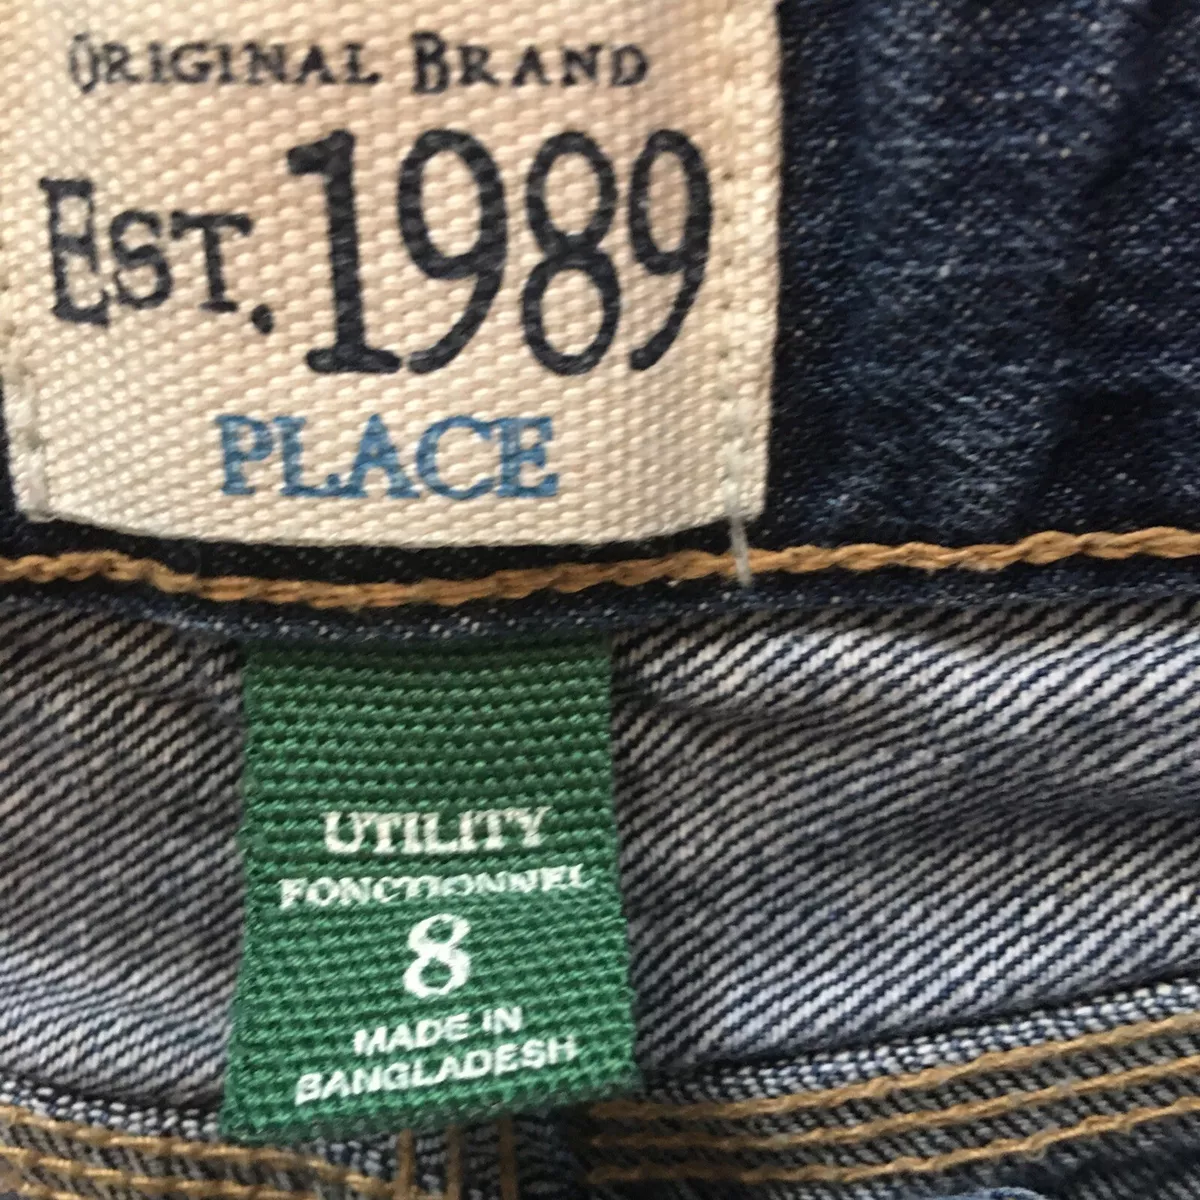 ORIGINAL BRAND
EST. 1989
PLACE
UTILITY
FONCTIONNEL
8
MADE IN
BANGLADESH